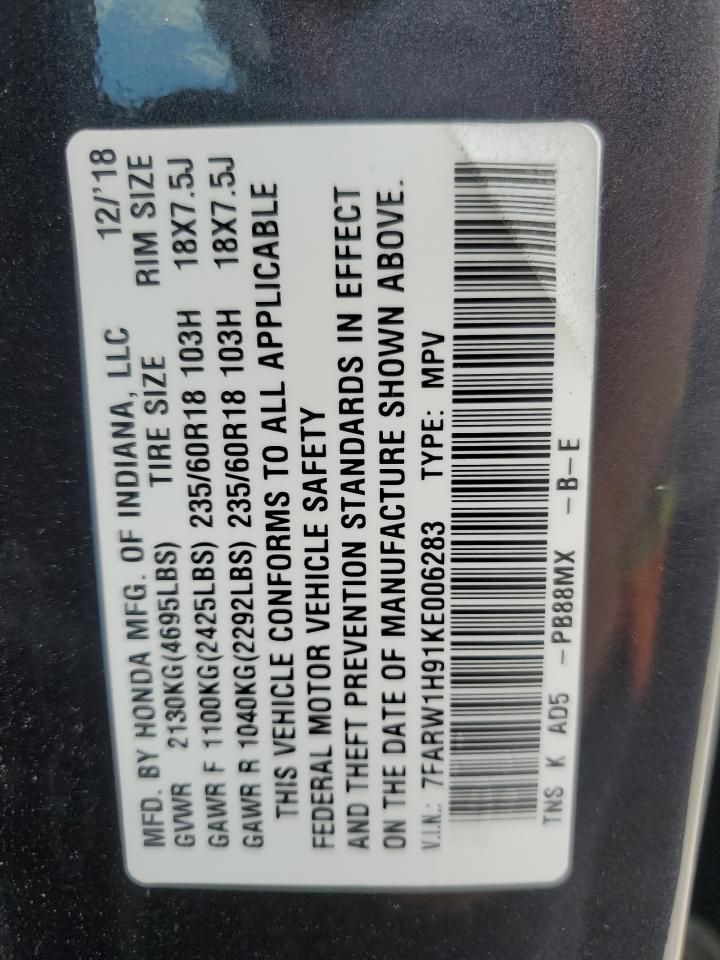 MFD. BY HONDA MFG. OF INDIANA, LLC 12/'18
GVWR 2130KG(4695LBS) TIRE SIZE RIM SIZE
GAWR F 1100KG(2425LBS) 235/60R18 103H 18X7.5J
GAWR R 1040KG(2292LBS) 235/60R18 103H 18X7.5J
THIS VEHICLE CONFORMS TO ALL APPLICABLE
FEDERAL MOTOR VEHICLE SAFETY
AND THEFT PREVENTION STANDARDS IN EFFECT
ON THE DATE OF MANUFACTURE SHOWN ABOVE.
V.I.N.: 7FARW1H91KE006283 TYPE: MPV
TNS K AD5 -PB88MX -B-E